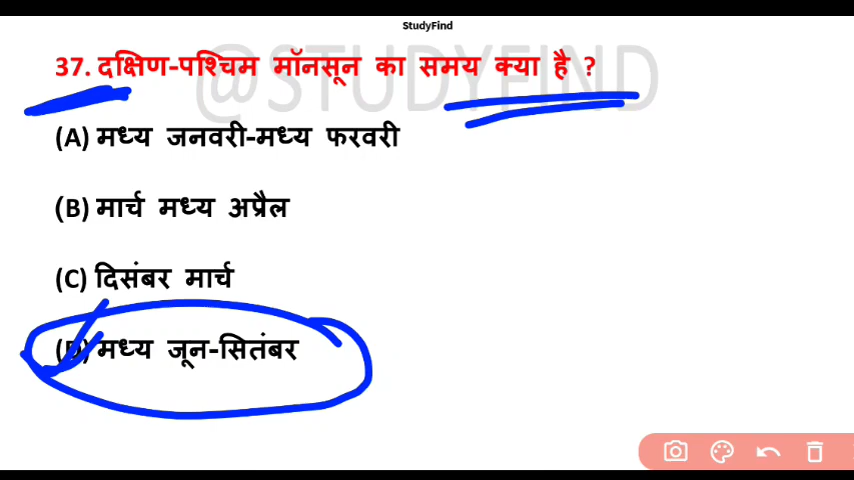 StudyFind
@STUDYFIND
37. दक्षिण-पश्चिम मॉनसून का समय क्या है ?
(A) मध्य जनवरी-मध्य फरवरी
(B) मार्च मध्य अप्रैल
(C) दिसंबर मार्च
(D) मध्य जून-सितंबर